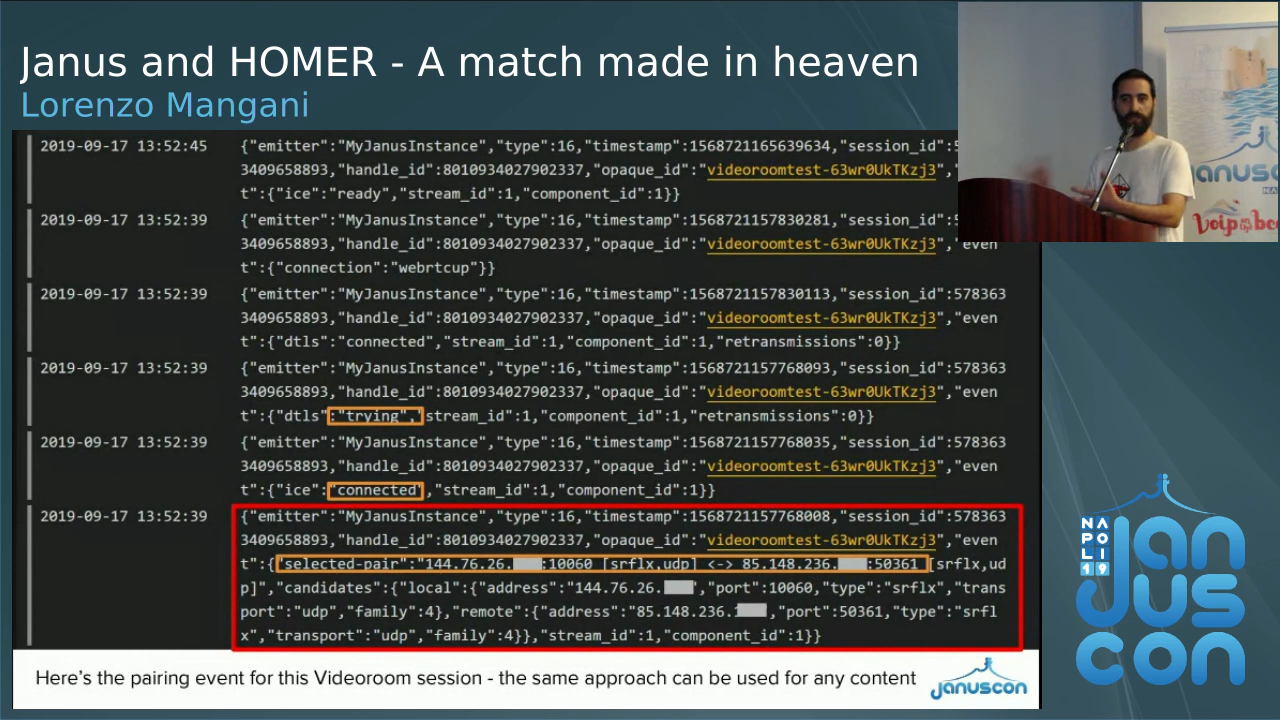 Janus and HOMER - A match made in heaven
Lorenzo Mangani
2019-09-17 13:52:45 {"emitter":"MyJanusInstance","type":16,"timestamp":1568721165639634,"session_id":5
3409658893,"handle_id":8010934027902337,"opaque_id":"videoroomtest-63wr0UkTKzj3",
t":{"ice":"ready","stream_id":1,"component_id":1}}
2019-09-17 13:52:39 {"emitter":"MyJanusInstance","type":16,"timestamp":1568721157830281,"session_id":5
3409658893,"handle_id":8010934027902337,"opaque_id":"videoroomtest-63wr0UkTKzj3","even
t":{"connection":"webrtcup"}}
2019-09-17 13:52:39 {"emitter":"MyJanusInstance","type":16,"timestamp":1568721157830113,"session_id":578363
3409658893,"handle_id":8010934027902337,"opaque_id":"videoroomtest-63wr0UkTKzj3","even
t":{"dtls":"connected","stream_id":1,"component_id":1,"retransmissions":0}}
2019-09-17 13:52:39 {"emitter":"MyJanusInstance","type":16,"timestamp":1568721157768093,"session_id":578363
3409658893,"handle_id":8010934027902337,"opaque_id":"videoroomtest-63wr0UkTKzj3","even
t":{"dtls":"trying","stream_id":1,"component_id":1,"retransmissions":0}}
2019-09-17 13:52:39 {"emitter":"MyJanusInstance","type":16,"timestamp":1568721157768035,"session_id":578363
3409658893,"handle_id":8010934027902337,"opaque_id":"videoroomtest-63wr0UkTKzj3","even
t":{"ice":"connected","stream_id":1,"component_id":1}}
2019-09-17 13:52:39 {"emitter":"MyJanusInstance","type":16,"timestamp":1568721157768008,"session_id":578363
3409658893,"handle_id":8010934027902337,"opaque_id":"videoroomtest-63wr0UkTKzj3","even
t":{"selected-pair":"144.76.26. :10060 [srflx,udp] <-> 85.148.236. :50361 [srflx,ud
p]","candidates":{"local":{"address":"144.76.26. ","port":10060,"type":"srflx","trans
port":"udp","family":4},"remote":{"address":"85.148.236.1 ","port":50361,"type":"srfl
x","transport":"udp","family":4}},"stream_id":1,"component_id":1}}
Here's the pairing event for this Videoroom session - the same approach can be used for any content
januscon
NAPOLI19
Januscon
januscon